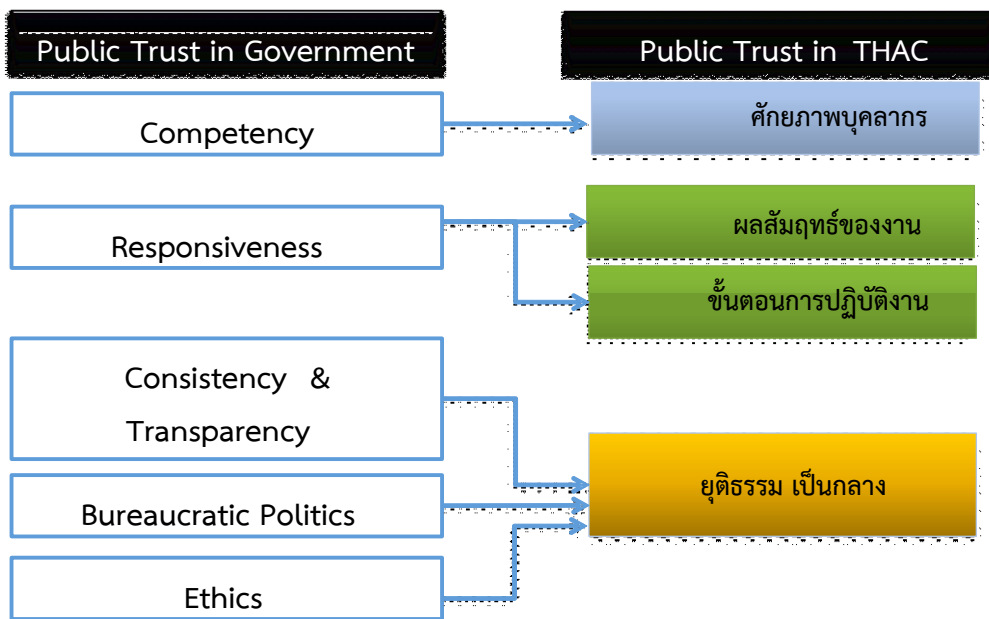 Public Trust in Government
Public Trust in THAC
Competency
ศักยภาพบุคลากร
Responsiveness
ผลสัมฤทธ์ของงาน
ขั้นตอนการปฏิบัติงาน
Consistency &
Transparency
ยุติธรรม เป็นกลาง
Bureaucratic Politics
Ethics